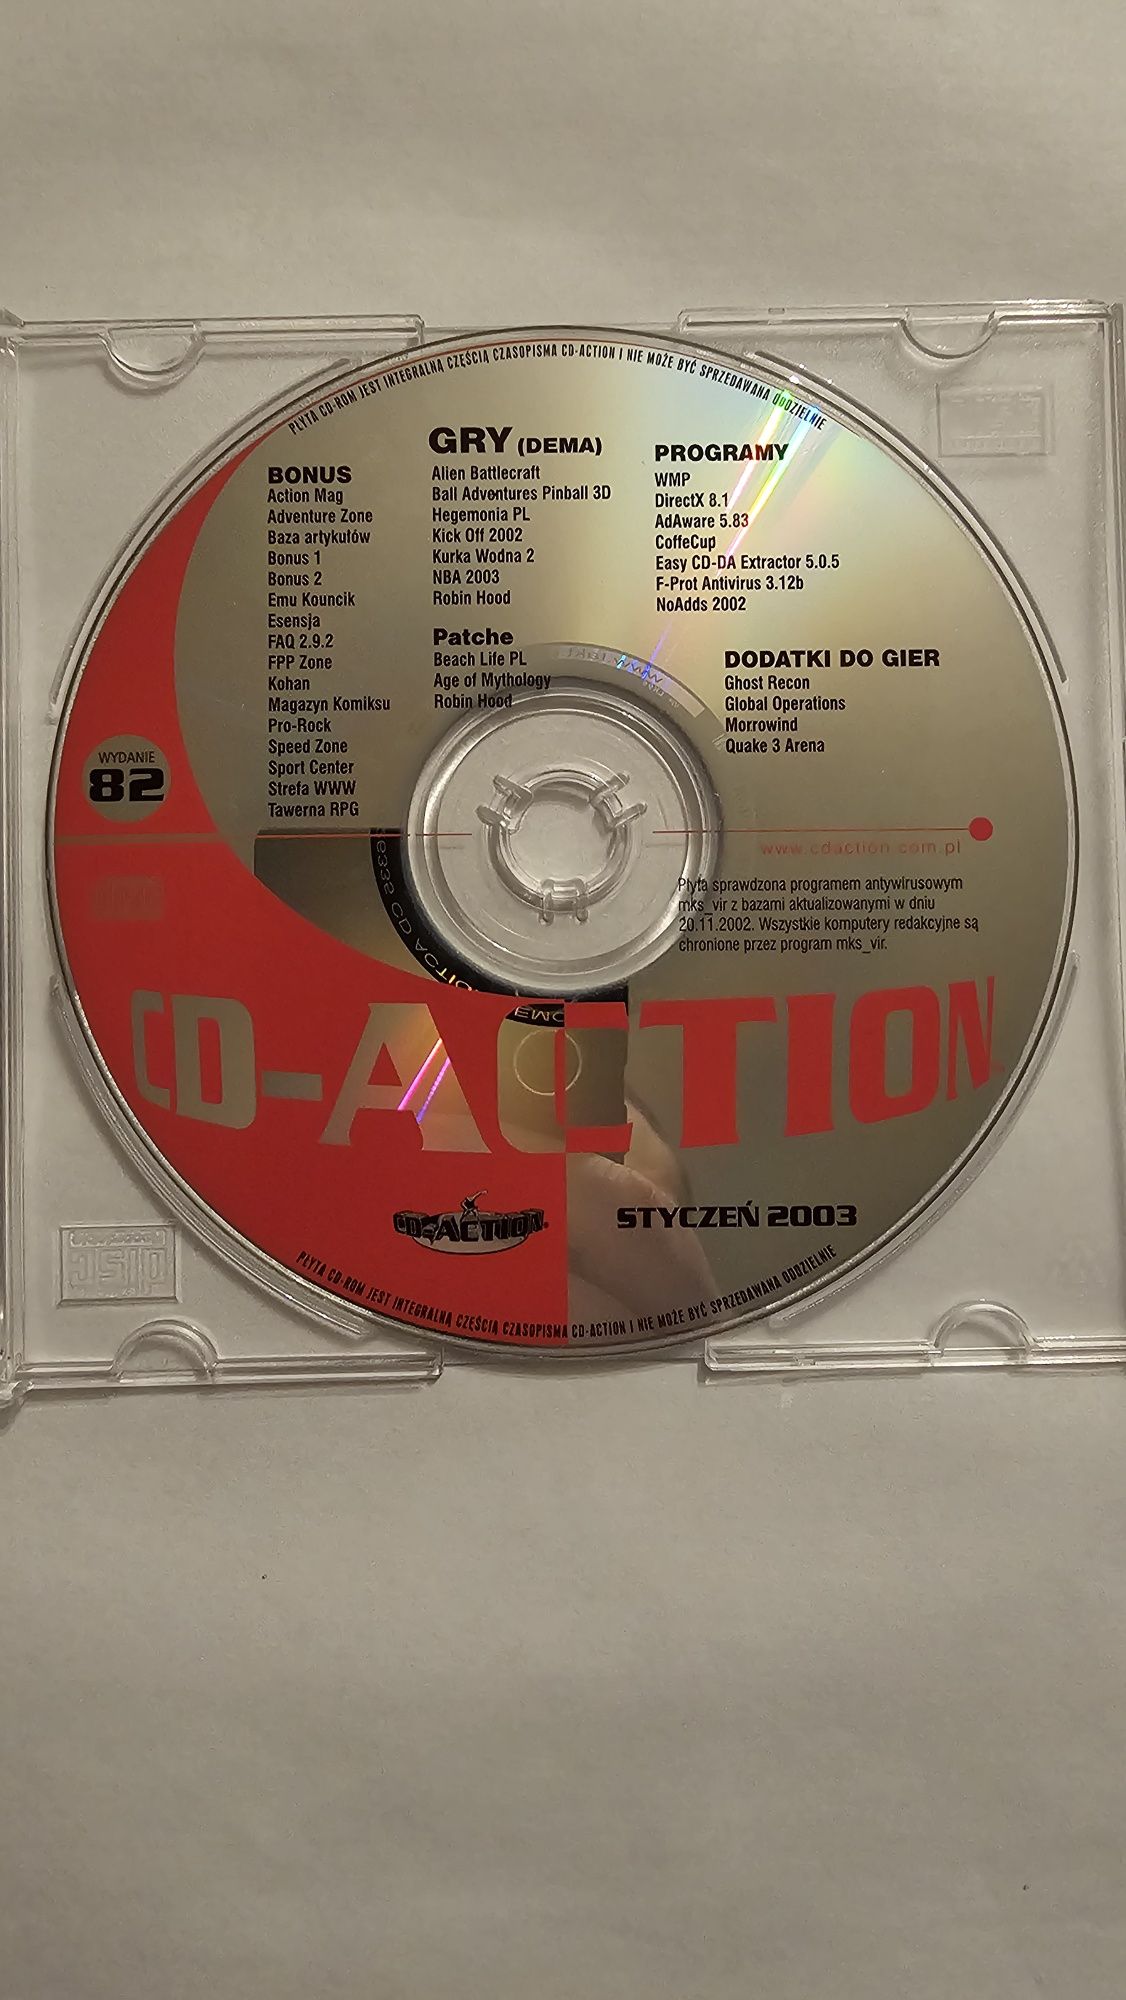 PŁYTA CD-ROM JEST INTEGRALNĄ CZĘŚCIĄ CZASOPISMA CD-ACTION I NIE MOŻE BYĆ SPRZEDAWANA ODDZIELNIE
BONUS
Action Mag
Adventure Zone
Baza artykułów
Bonus 1
Bonus 2
Emu Kouncik
Esensja
FAQ 2.9.2
FPP Zone
Kohan
Magazyn Komiksu
Pro-Rock
Speed Zone
Sport Center
Strefa WWW
Tawerna RPG
GRY (DEMA)
Alien Battlecraft
Ball Adventures Pinball 3D
Hegemonia PL
Kick Off 2002
Kurka Wodna 2
NBA 2003
Robin Hood
Patche
Beach Life PL
Age of Mythology
Robin Hood
PROGRAMY
WMP
DirectX 8.1
AdAware 5.83
CoffeCup
Easy CD-DA Extractor 5.0.5
F-Prot Antivirus 3.12b
NoAdds 2002
DODATKI DO GIER
Ghost Recon
Global Operations
Morrowind
Quake 3 Arena
WYDANIE
82
www.cdaction.com.pl
Płyta sprawdzona programem antywirusowym
mks_vir z bazami aktualizowanymi w dniu
20.11.2002. Wszystkie komputery redakcyjne są
chronione przez program mks_vir.
CD-ACTION
CD-ACTION
STYCZEŃ 2003
PŁYTA CD-ROM JEST INTEGRALNĄ CZĘŚCIĄ CZASOPISMA CD-ACTION I NIE MOŻE BYĆ SPRZEDAWANA ODDZIELNIE
disc